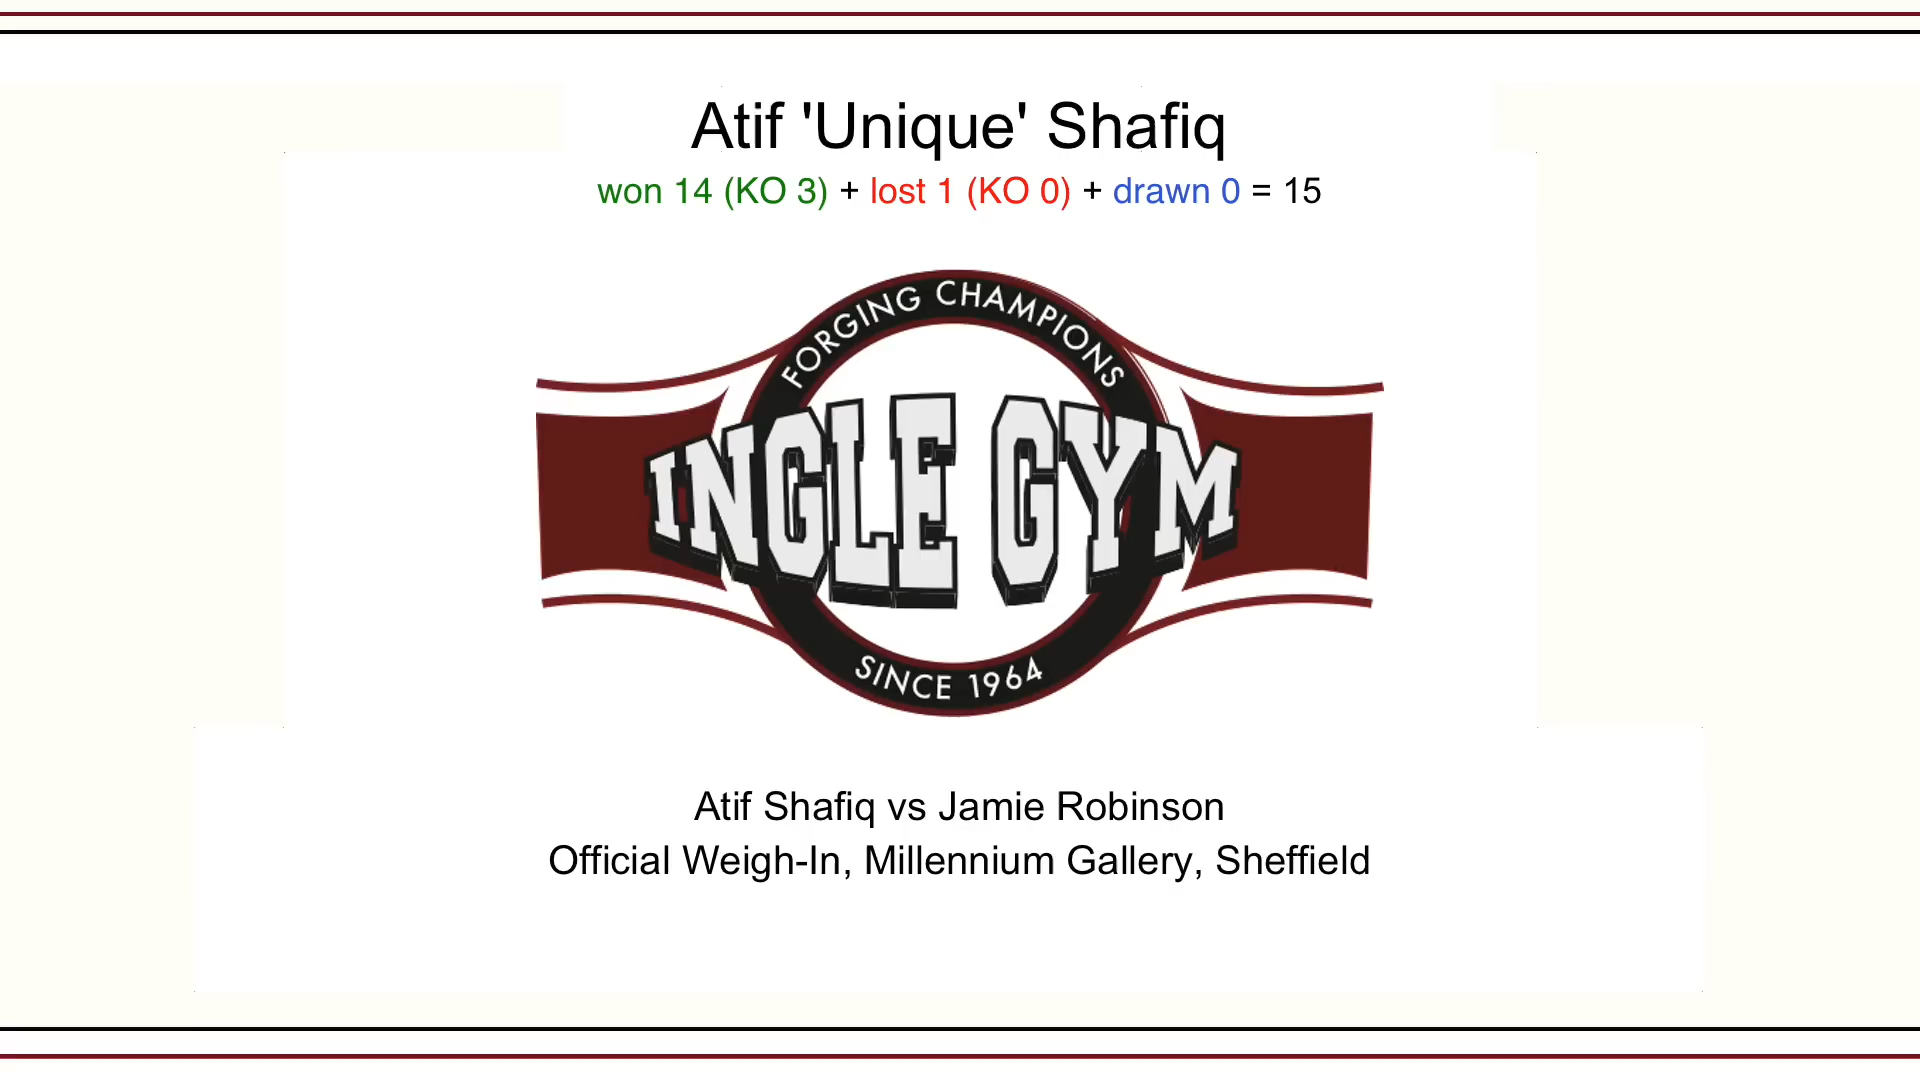 Atif 'Unique' Shafiq
won 14 (KO 3) + lost 1 (KO 0) + drawn 0 = 15
FORGING CHAMPIONS
INGLE GYM
SINCE 1964
Atif Shafiq vs Jamie Robinson
Official Weigh-In, Millennium Gallery, Sheffield